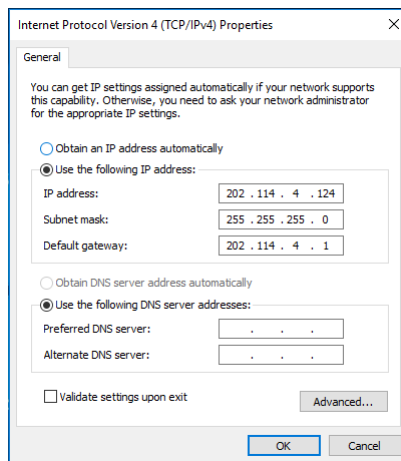 Internet Protocol Version 4 (TCP/IPv4) Properties
General
You can get IP settings assigned automatically if your network supports
this capability. Otherwise, you need to ask your network administrator
for the appropriate IP settings.
Obtain an IP address automatically
Use the following IP address:
IP address: 202 . 114 . 4 . 124
Subnet mask: 255 . 255 . 255 . 0
Default gateway: 202 . 114 . 4 . 1
Obtain DNS server address automatically
Use the following DNS server addresses:
Preferred DNS server: . . .
Alternate DNS server: . . .
Validate settings upon exit
Advanced...
OK Cancel